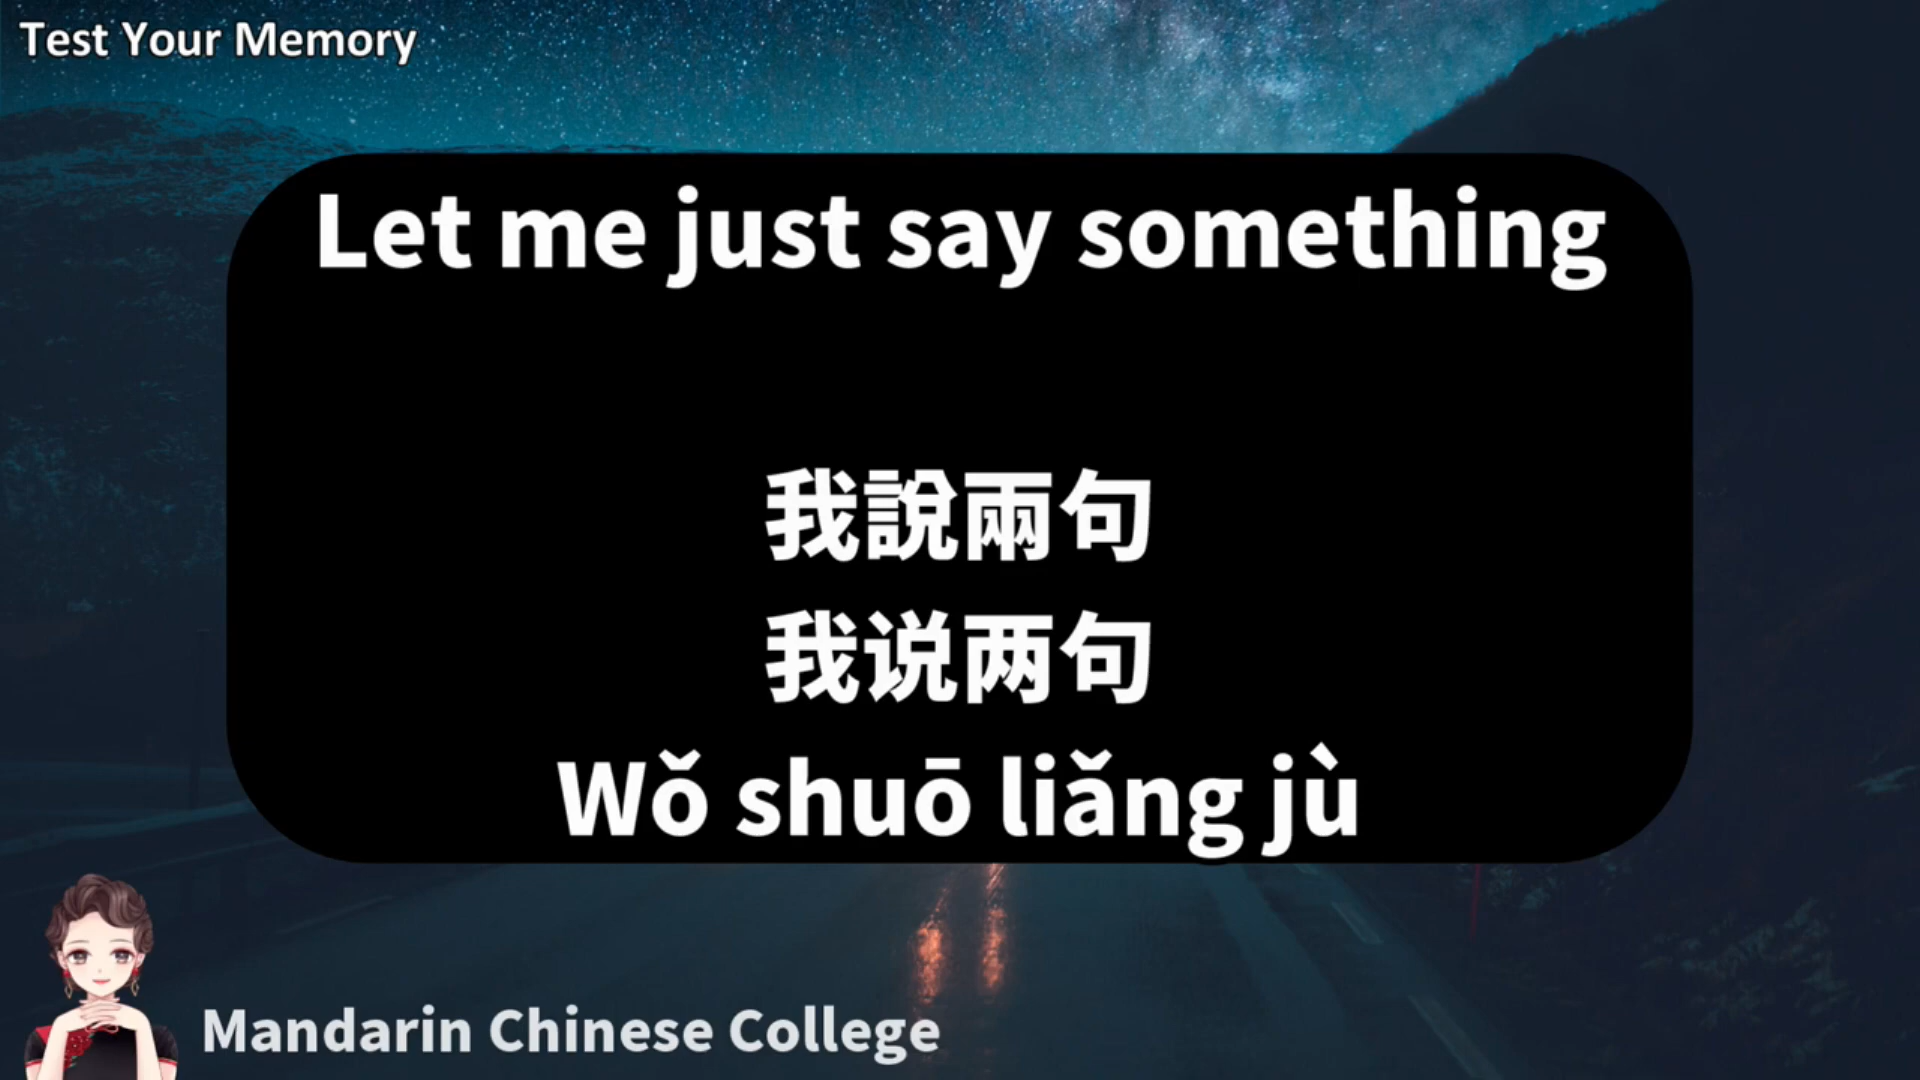 Test Your Memory
Let me just say something
我說兩句
我说两句
Wǒ shuō liǎng jù
Mandarin Chinese College